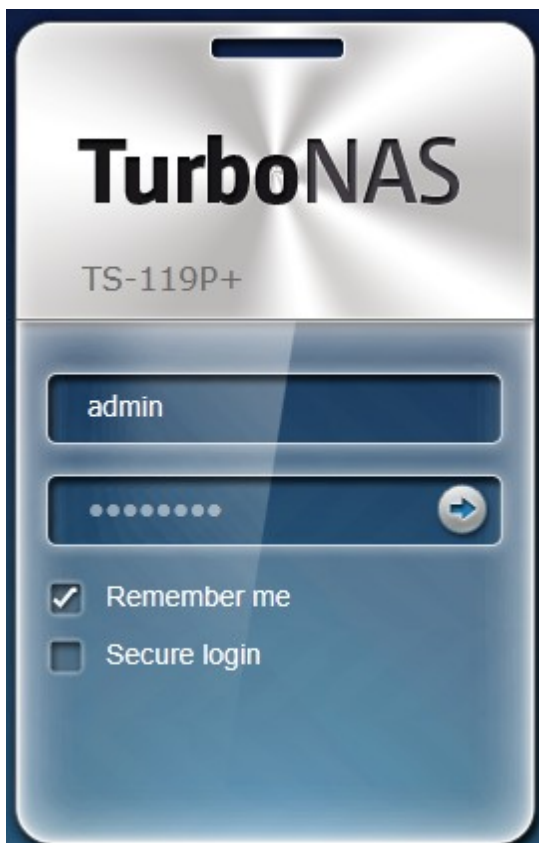 TurboNAS
TS-119P+
admin
••••••••
Remember me
Secure login